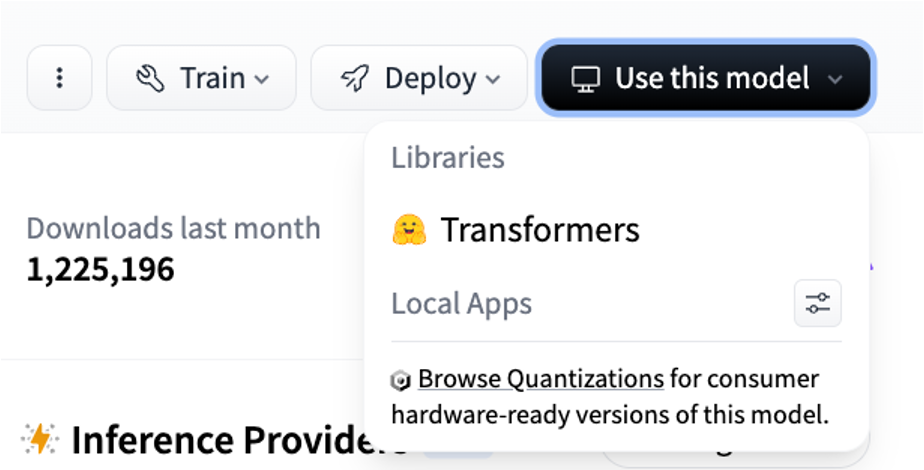 Train
Deploy
Use this model
Libraries
Transformers
Downloads last month
1,225,196
Local Apps
Browse Quantizations for consumer
hardware-ready versions of this model.
Inference